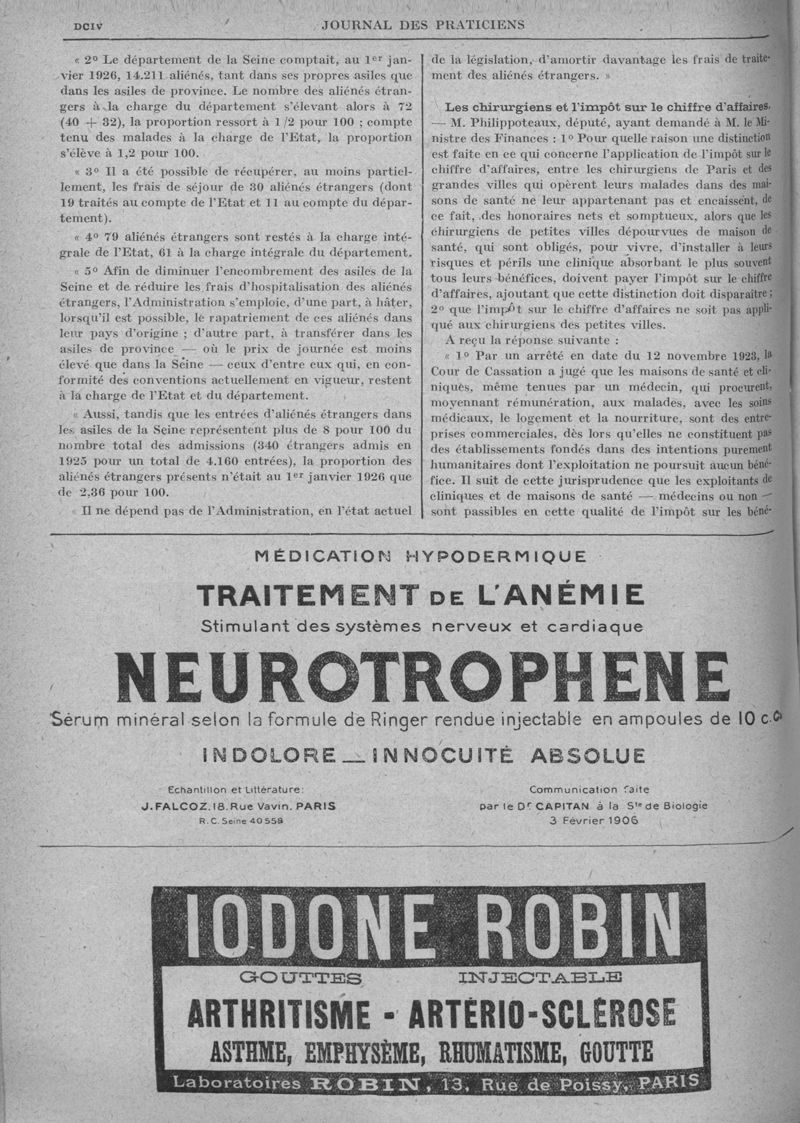 DCIV
JOURNAL DES PRATICIENS
« 2º Le département de la Seine comptait, au 1er jan-
vier 1926, 14.211 aliénés, tant dans ses propres asiles que
dans les asiles de province. Le nombre des aliénés étran-
gers à la charge du département s'élevant alors à 72
(40 + 32), la proportion ressort à 1/2 pour 100 ; compte
tenu des malades à la charge de l'Etat, la proportion
s'élève à 1,2 pour 100.
« 3º Il a été possible de récupérer, au moins partiel-
lement, les frais de séjour de 30 aliénés étrangers (dont
19 traités au compte de l'Etat et 11 au compte du dépar-
tement).
« 4º 79 aliénés étrangers sont restés à la charge inté-
grale de l'Etat, 61 à la charge intégrale du département.
« 5º Afin de diminuer l'encombrement des asiles de la
Seine et de réduire les frais d'hospitalisation des aliénés
étrangers, l'Administration s'emploie, d'une part, à hâter,
lorsqu'il est possible, le rapatriement de ces aliénés dans
leur pays d'origine ; d'autre part, à transférer dans les
asiles de province — où le prix de journée est moins
élevé que dans la Seine — ceux d'entre eux qui, en con-
formité des conventions actuellement en vigueur, restent
à la charge de l'Etat et du département.
« Aussi, tandis que les entrées d'aliénés étrangers dans
les asiles de la Seine représentent plus de 8 pour 100 du
nombre total des admissions (340 étrangers admis en
1925 pour un total de 4.160 entrées), la proportion des
aliénés étrangers présents n'était au 1er janvier 1926 que
de 2,36 pour 100.
« Il ne dépend pas de l'Administration, en l'état actuel
de la législation, d'amortir davantage les frais de traite-
ment des aliénés étrangers. »
Les chirurgiens et l'impôt sur le chiffre d'affaires.
— M. Philippoteaux, député, ayant demandé à M. le Mi-
nistre des Finances : 1º Pour quelle raison une distinction
est faite en ce qui concerne l'application de l'impôt sur le
chiffre d'affaires, entre les chirurgiens de Paris et des
grandes villes qui opèrent leurs malades dans des mai-
sons de santé ne leur appartenant pas et encaissent, de
ce fait, des honoraires nets et somptueux, alors que les
chirurgiens de petites villes dépourvues de maison de
santé, qui sont obligés, pour vivre, d'installer à leurs
risques et périls une clinique absorbant le plus souvent
tous leurs bénéfices, doivent payer l'impôt sur le chiffre
d'affaires, ajoutant que cette distinction doit disparaître ;
2º que l'impôt sur le chiffre d'affaires ne soit pas appli-
qué aux chirurgiens des petites villes.
A reçu la réponse suivante :
« 1º Par un arrêté en date du 12 novembre 1923, la
Cour de Cassation a jugé que les maisons de santé et cli-
niques, même tenues par un médecin, qui procurent,
moyennant rémunération, aux malades, avec les soins
médicaux, le logement et la nourriture, sont des entre-
prises commerciales, dès lors qu'elles ne constituent pas
des établissements fondés dans des intentions purement
humanitaires dont l'exploitation ne poursuit aucun béné-
fice. Il suit de cette jurisprudence que les exploitants de
cliniques et de maisons de santé — médecins ou non —
sont passibles en cette qualité de l'impôt sur les béné-
MÉDICATION HYPODERMIQUE
TRAITEMENT DE L'ANÉMIE
Stimulant des systèmes nerveux et cardiaque
NEUROTROPHENE
Sérum minéral selon la formule de Ringer rendue injectable en ampoules de 10 c.c.
INDOLORE — INNOCUITÉ ABSOLUE
Echantillon et Littérature:
J. FALCOZ. 18. Rue Vavin. PARIS
R.C. Seine 40559
Communication faite
par le Dr CAPITAN à la Sté de Biologie
3 Février 1906
IODONE ROBIN
GOUTTES INJECTABLE
ARTHRITISME - ARTÉRIO-SCLÉROSE
ASTHME, EMPHYSÈME, RHUMATISME, GOUTTE
Laboratoires ROBIN, 13, Rue de Poissy, PARIS